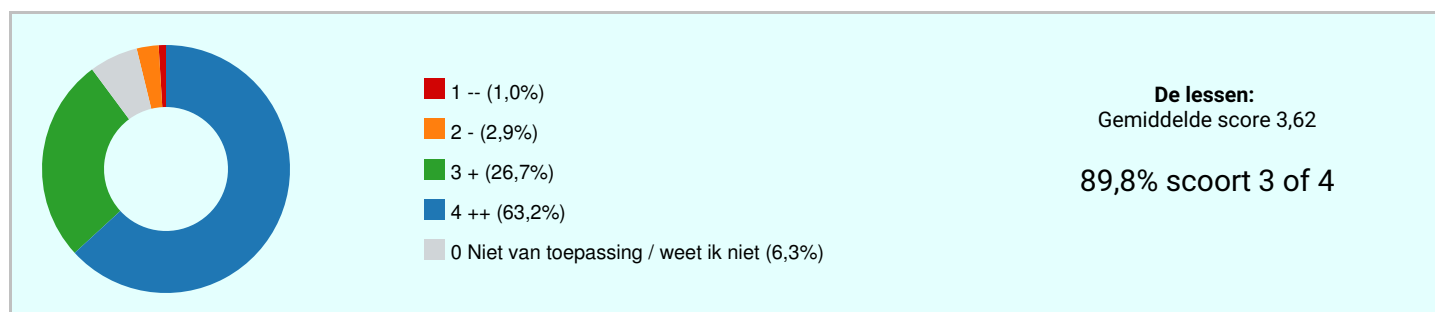 1 -- (1,0%)
2 - (2,9%)
3 + (26,7%)
4 ++ (63,2%)
0 Niet van toepassing / weet ik niet (6,3%)
De lessen:
Gemiddelde score 3,62
89,8% scoort 3 of 4